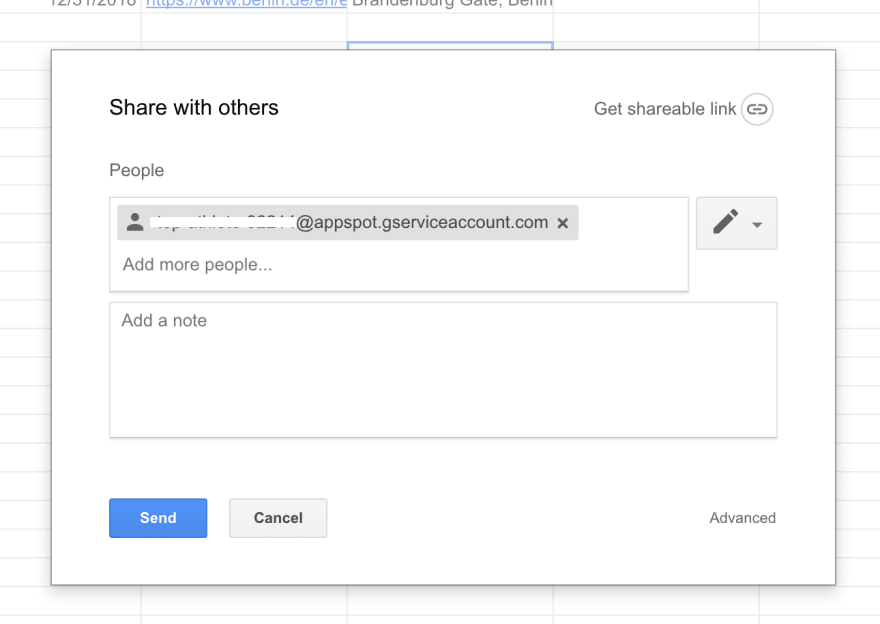 12/31/2018 https://www.berlin.de/en/e Brandenburg Gate, Berlin
Share with others
Get shareable link
People
@appspot.gserviceaccount.com ×
Add more people...
Add a note
Send
Cancel
Advanced